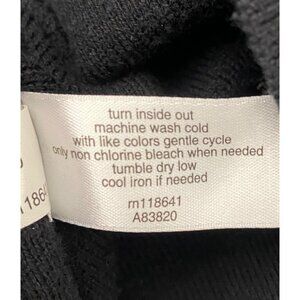 turn inside out
machine wash cold
with like colors gentle cycle
only non chlorine bleach when needed
tumble dry low
cool iron if needed
rn118641
A83820